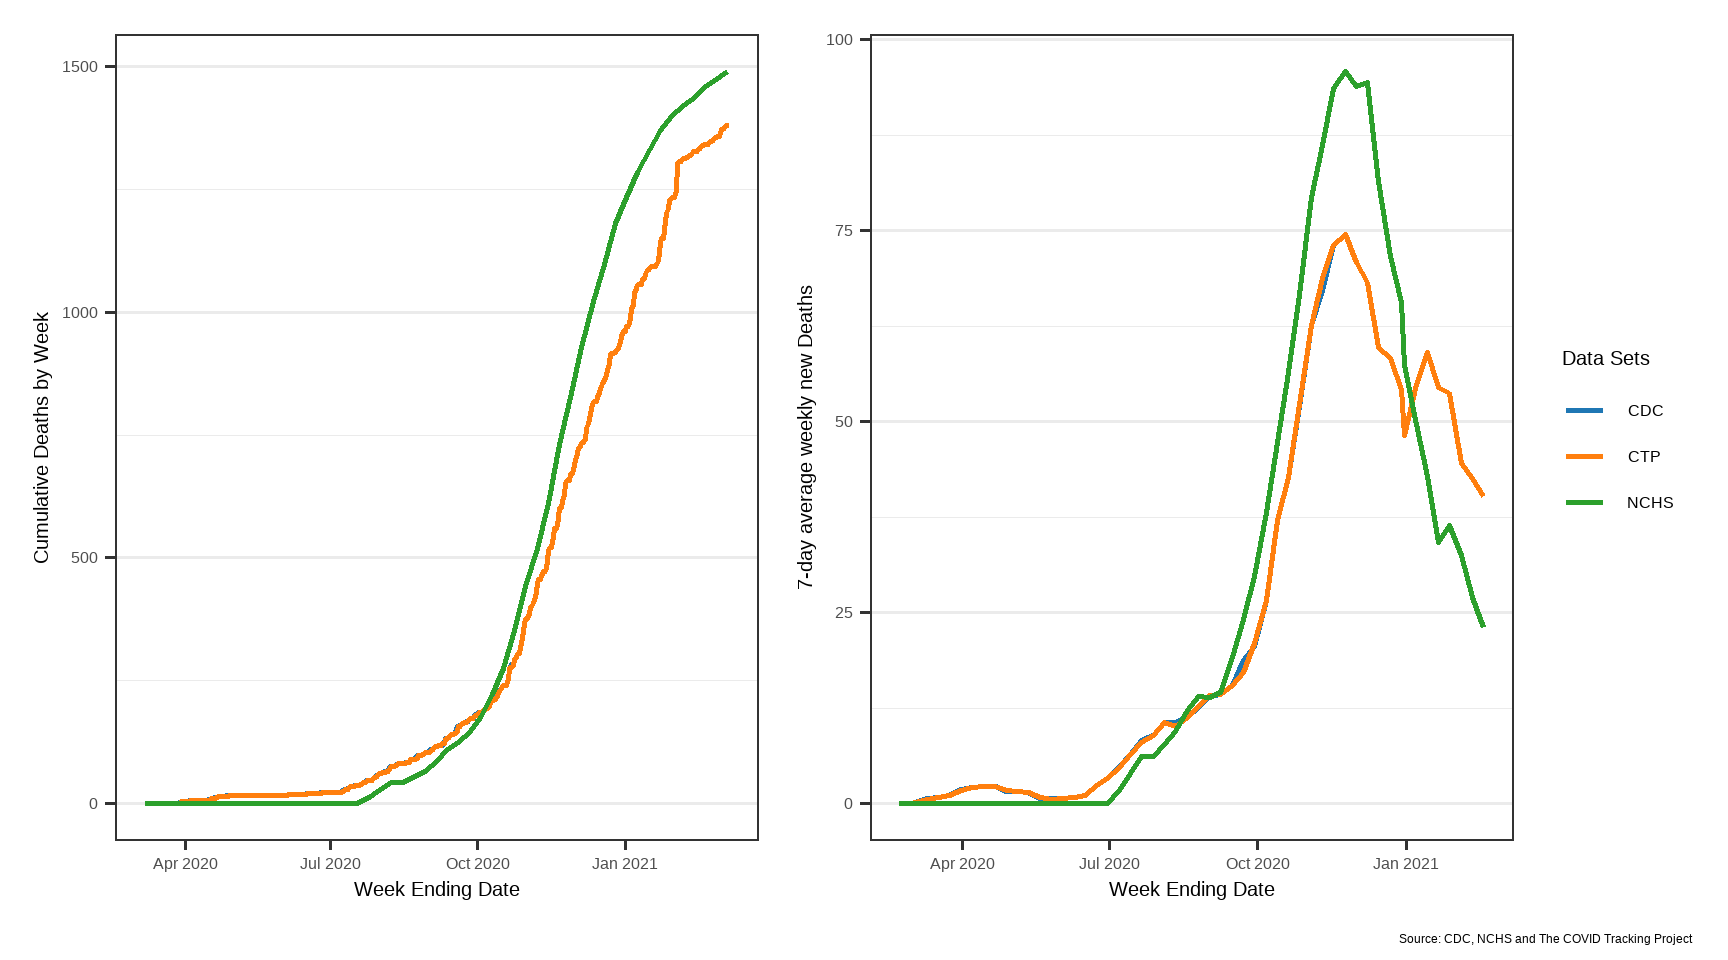 1500
1000
500
0
Cumulative Deaths by Week
Apr 2020
Jul 2020
Oct 2020
Jan 2021
Week Ending Date
100
75
50
25
0
7-day average weekly new Deaths
Apr 2020
Jul 2020
Oct 2020
Jan 2021
Week Ending Date
Data Sets
CDC
CTP
NCHS
Source: CDC, NCHS and The COVID Tracking Project